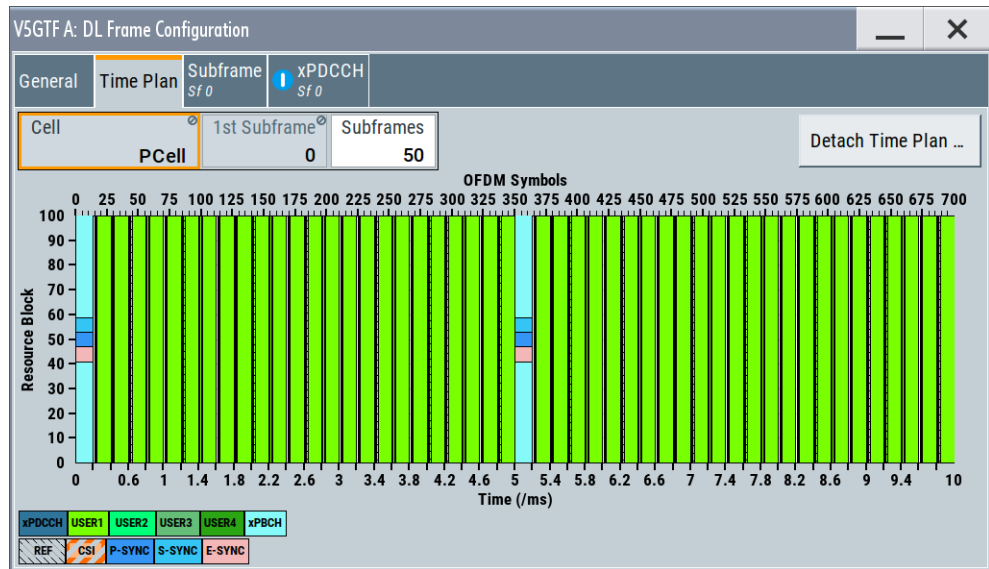 V5GTF A: DL Frame Configuration
General Time Plan Subframe Sf 0 xPDCCH Sf 0
Cell 1st Subframe Subframes
PCell 0 50
Detach Time Plan ...
OFDM Symbols
0 25 50 75 100 125 150 175 200 225 250 275 300 325 350 375 400 425 450 475 500 525 550 575 600 625 650 675 700
Resource Block
100
90
80
70
60
50
40
30
20
10
0
0 0.6 1 1.4 1.8 2.2 2.6 3 3.4 3.8 4.2 4.6 5 5.4 5.8 6.2 6.6 7 7.4 7.8 8.2 8.6 9 9.4 10
Time (/ms)
xPDCCH USER1 USER2 USER3 USER4 xPBCH
REF CSI P-SYNC S-SYNC E-SYNC